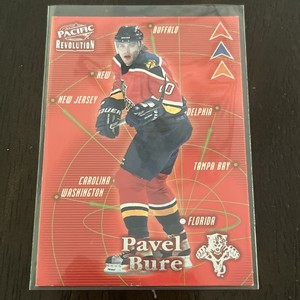 PACIFIC
REVOLUTION
BUFFALO
NEW
NEW JERSEY
DELPHIA
TAMPA BAY
CAROLINA
WASHINGTON
FLORIDA
Pavel
Bure